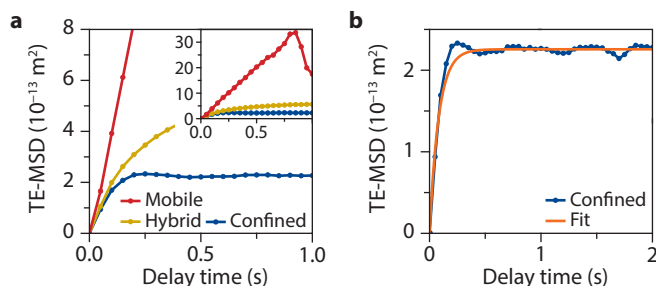 a
TE-MSD (10⁻¹³ m²)
8
6
4
2
0
0.0
0.5
1.0
Delay time (s)
30
20
10
0
0.0
0.5
Mobile
Hybrid
Confined
b
TE-MSD (10⁻¹³ m²)
2
1
0
0
1
2
Delay time (s)
Confined
Fit